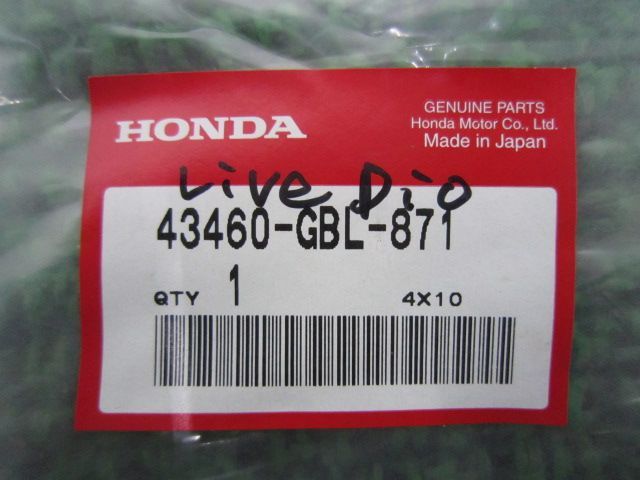 HONDA
GENUINE PARTS
Honda Motor Co., Ltd.
Made in Japan
Live Dio
43460-GBL-871
QTY 1 4X10